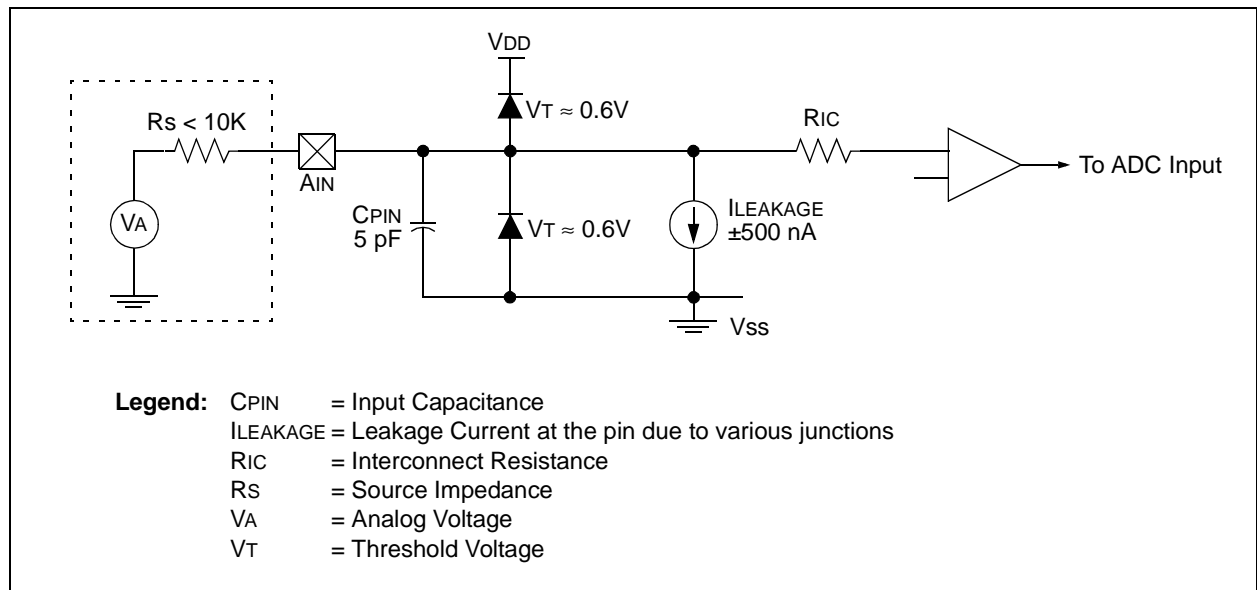 VDD
VT ≈ 0.6V
RS < 10K
RIC
AIN
To ADC Input
VA
CPIN
5 pF
VT ≈ 0.6V
ILEAKAGE
±500 nA
VSS
Legend: CPIN = Input Capacitance
ILEAKAGE = Leakage Current at the pin due to various junctions
RIC = Interconnect Resistance
RS = Source Impedance
VA = Analog Voltage
VT = Threshold Voltage